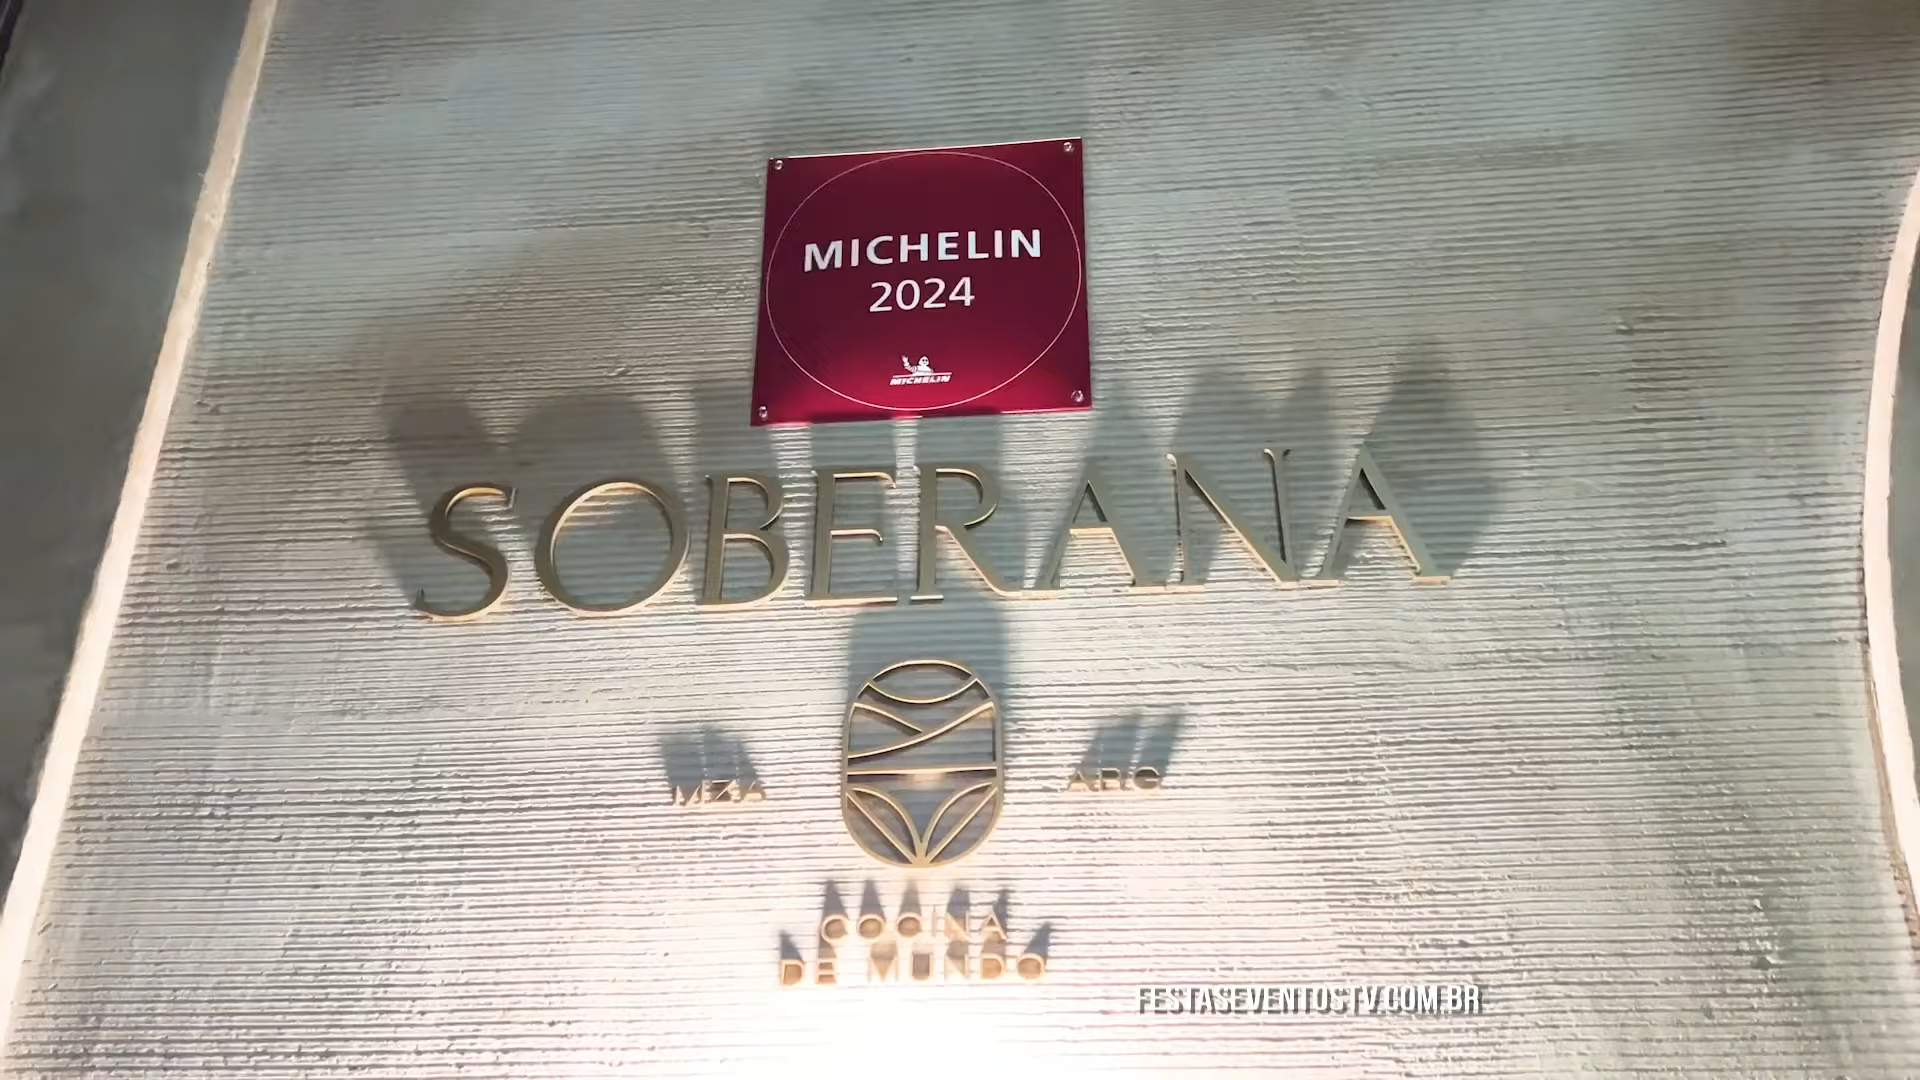 MICHELIN
2024
MICHELIN
SOBERANA
MZA
ARG
COCINA
DE MUNDO
FESTASEVENTOSTV.COM.BR